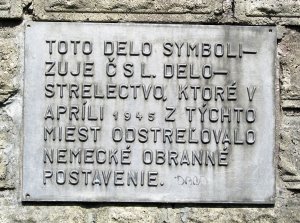 TOTO DELO SYMBOLI-
ZUJE ČSL. DELO-
STRELECTVO, KTORÉ V
APRÍLI 1945 Z TÝCHTO
MIEST ODSTREĽOVALO
NEMECKÉ OBRANNÉ
POSTAVENIE.